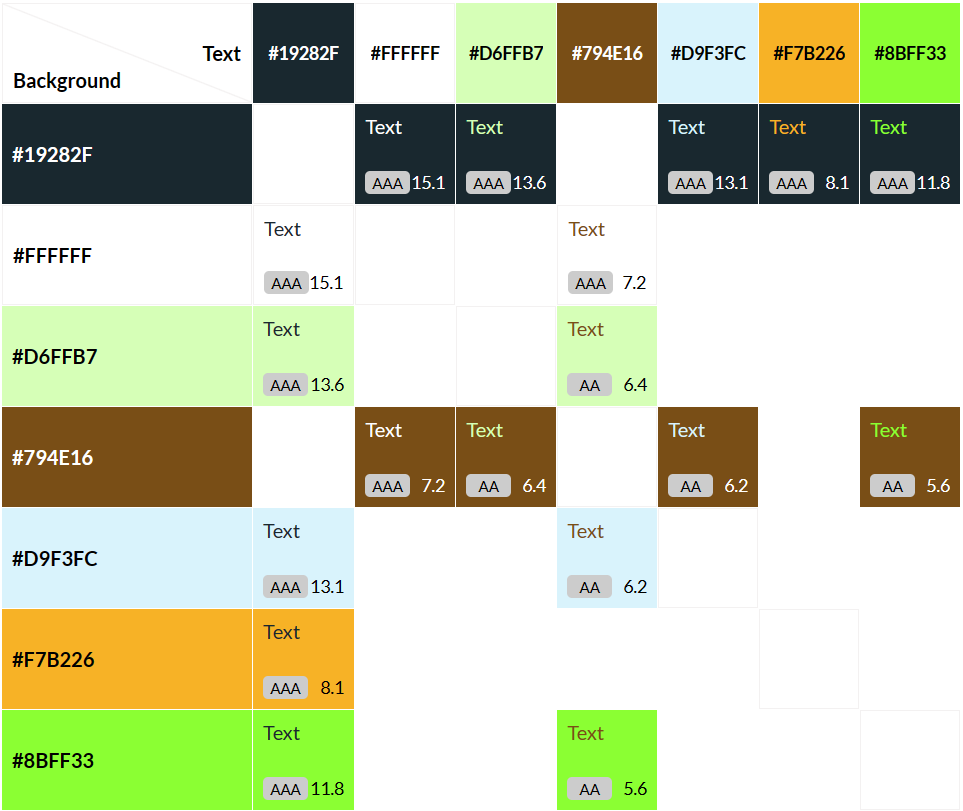 Text
Background
#19282F #FFFFFF #D6FFB7 #794E16 #D9F3FC #F7B226 #8BFF33
#19282F
Text Text Text Text Text
AAA 15.1 AAA 13.6 AAA 13.1 AAA 8.1 AAA 11.8
#FFFFFF
Text Text
AAA 15.1 AAA 7.2
#D6FFB7
Text Text
AAA 13.6 AA 6.4
#794E16
Text Text Text Text
AAA 7.2 AA 6.4 AA 6.2 AA 5.6
#D9F3FC
Text Text
AAA 13.1 AA 6.2
#F7B226
Text
AAA 8.1
#8BFF33
Text Text
AAA 11.8 AA 5.6